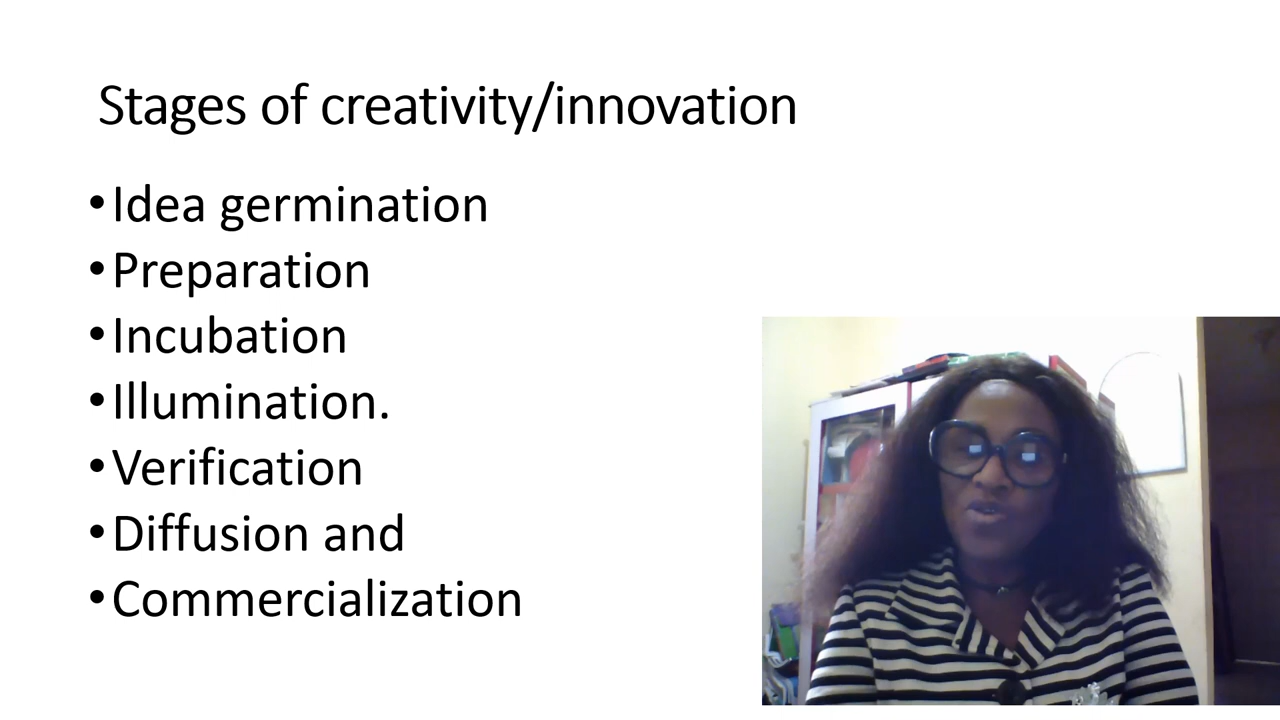 Stages of creativity/innovation
•Idea germination
•Preparation
•Incubation
•Illumination.
•Verification
•Diffusion and
•Commercialization